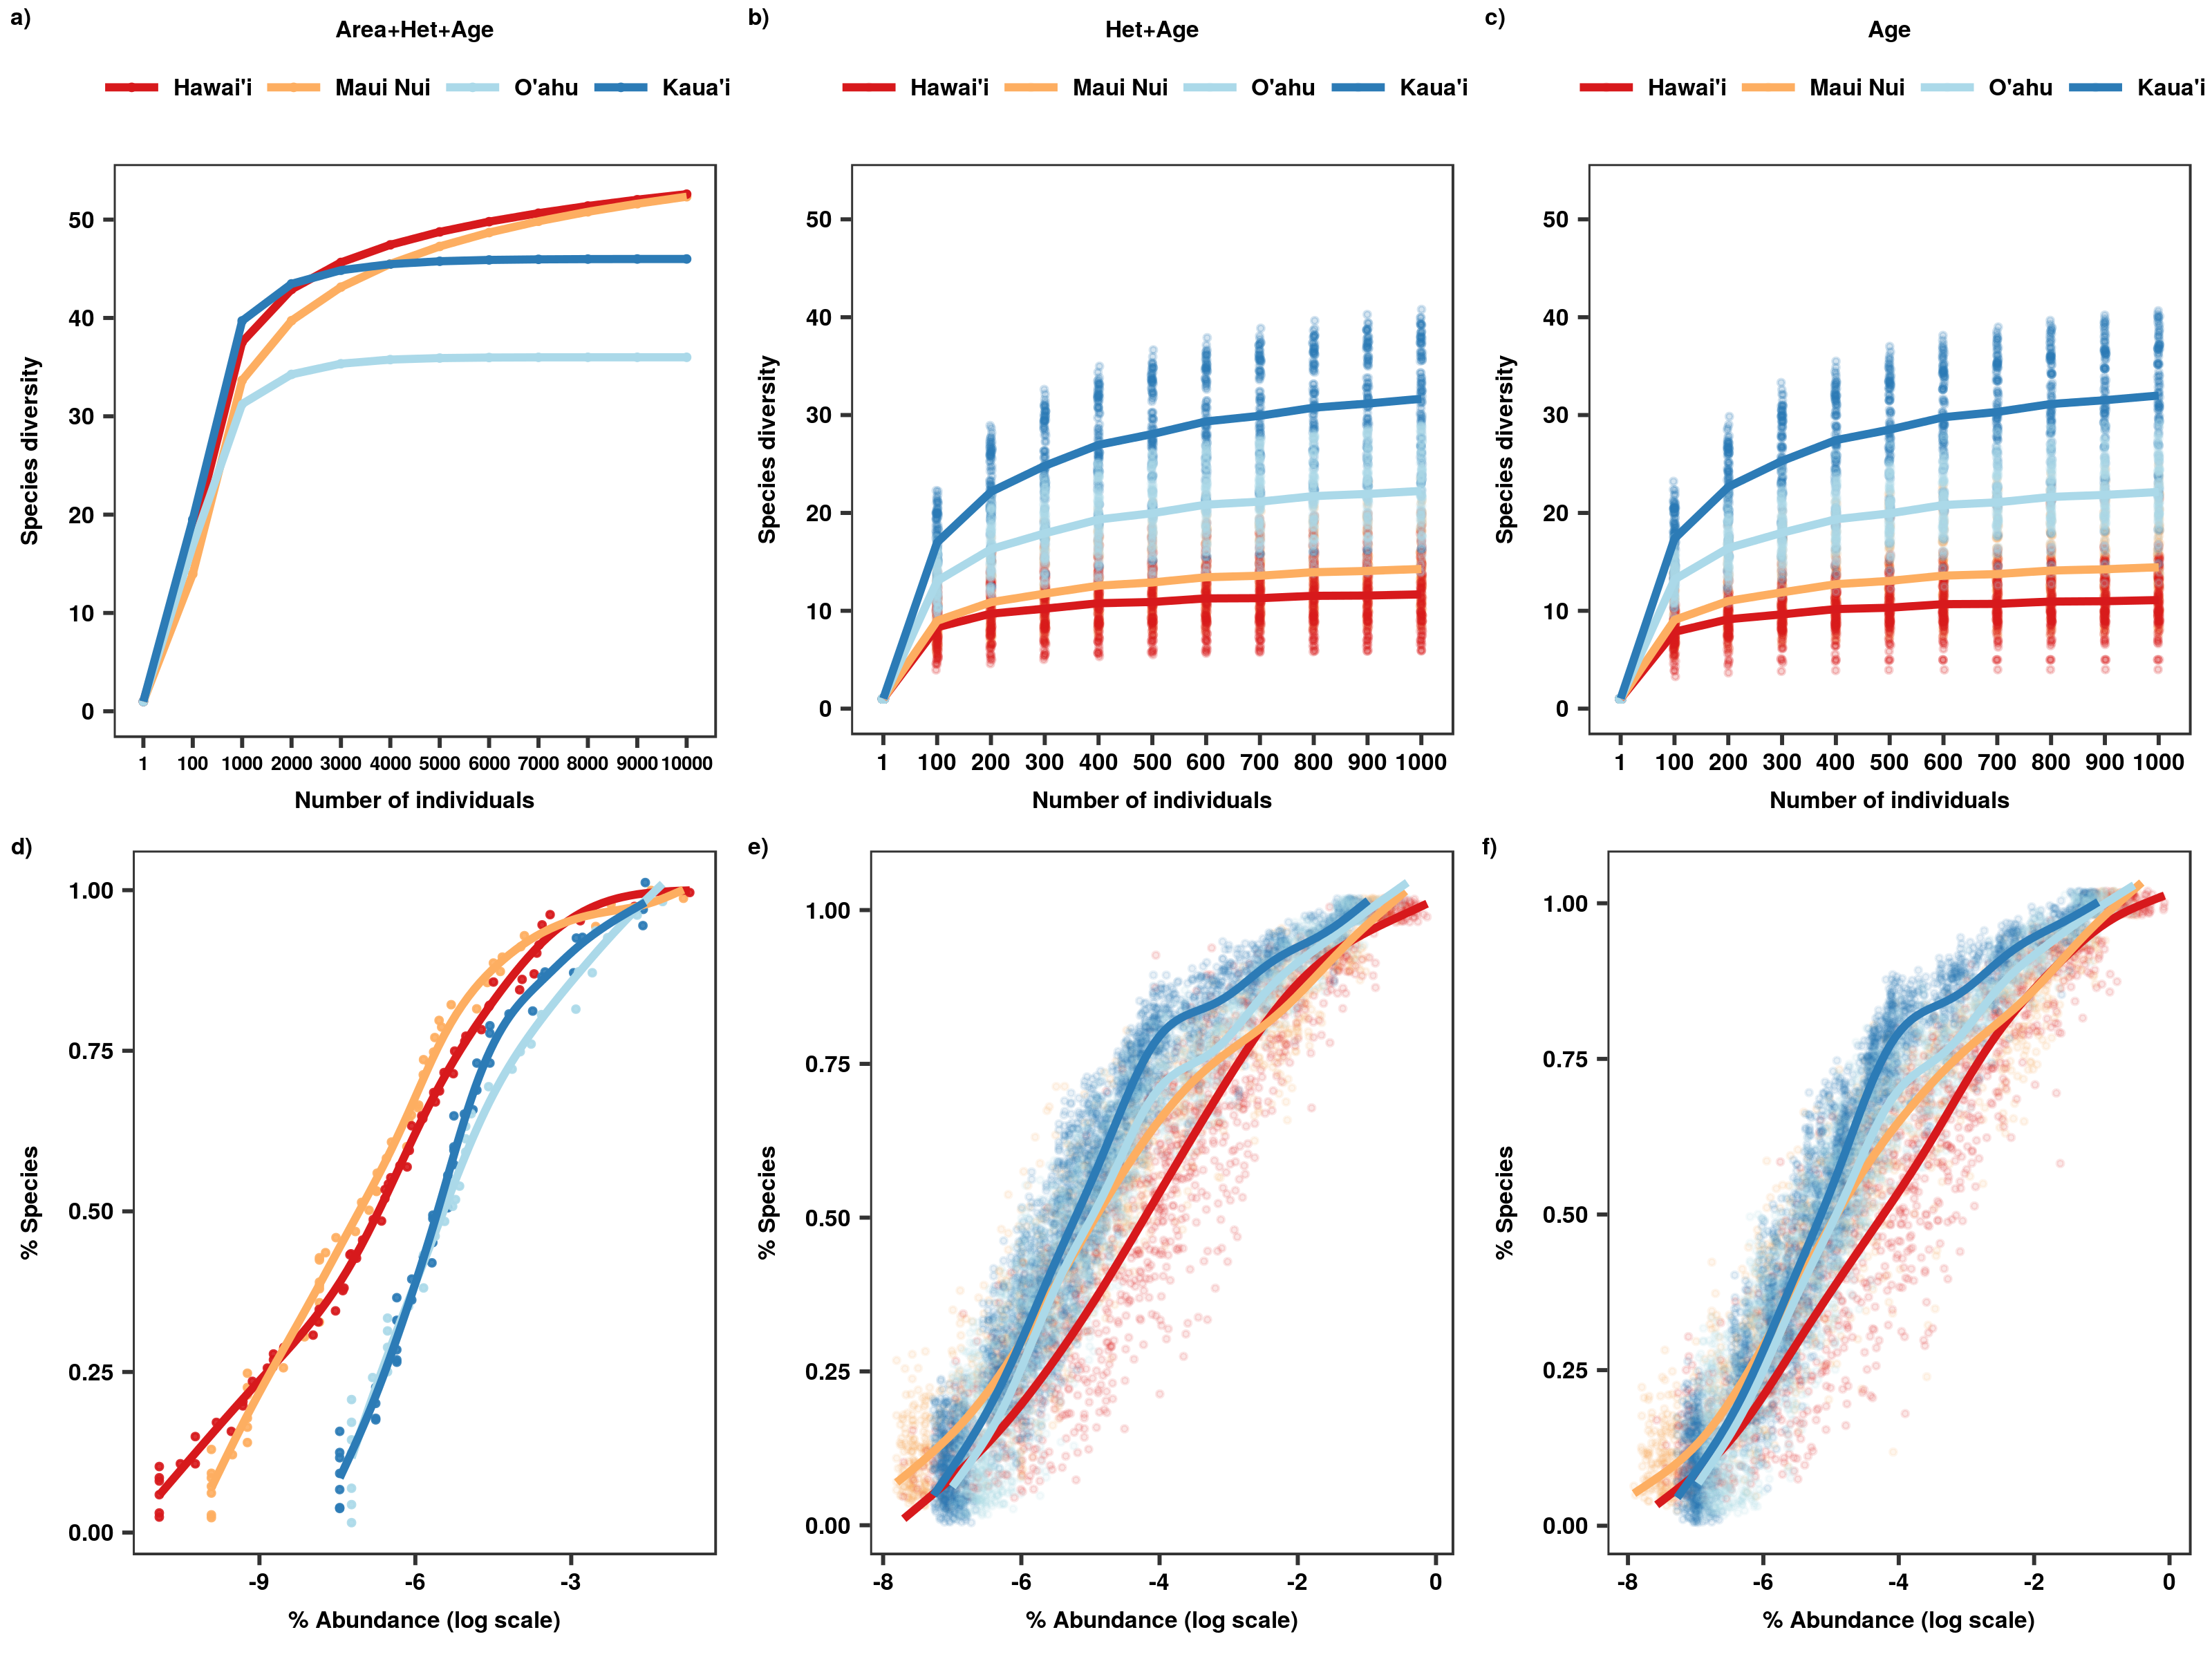 a) Area+Het+Age
Hawai'i Maui Nui O'ahu Kaua'i
Species diversity
50
40
30
20
10
0
1 100 1000 2000 3000 4000 5000 6000 7000 8000 9000 10000
Number of individuals
b) Het+Age
Hawai'i Maui Nui O'ahu Kaua'i
Species diversity
50
40
30
20
10
0
1 100 200 300 400 500 600 700 800 900 1000
Number of individuals
c) Age
Hawai'i Maui Nui O'ahu Kaua'i
Species diversity
50
40
30
20
10
0
1 100 200 300 400 500 600 700 800 900 1000
Number of individuals
d)
% Species
1.00
0.75
0.50
0.25
0.00
-9 -6 -3
% Abundance (log scale)
e)
% Species
1.00
0.75
0.50
0.25
0.00
-8 -6 -4 -2 0
% Abundance (log scale)
f)
% Species
1.00
0.75
0.50
0.25
0.00
-8 -6 -4 -2 0
% Abundance (log scale)